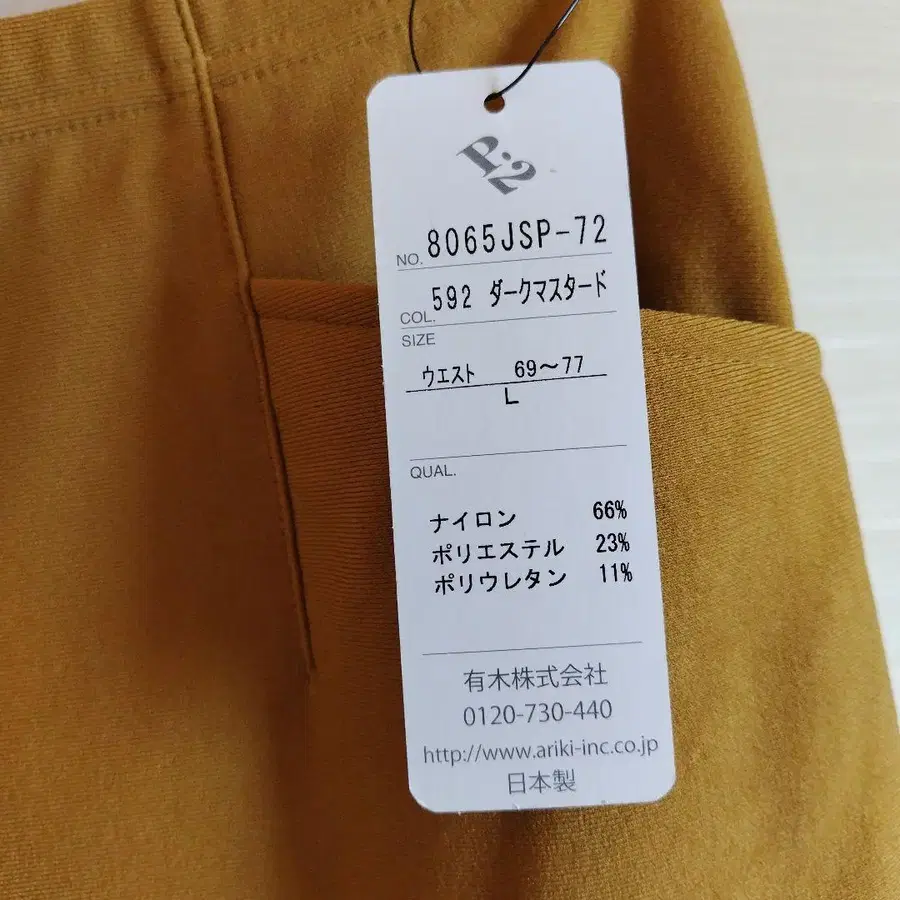 P.2
NO. 8065JSP-72
COL. 592 ダークマスタード
SIZE
ウエスト 69～77
L
QUAL.
ナイロン 66%
ポリエステル 23%
ポリウレタン 11%
有木株式会社
0120-730-440
http://www.ariki-inc.co.jp
日本製